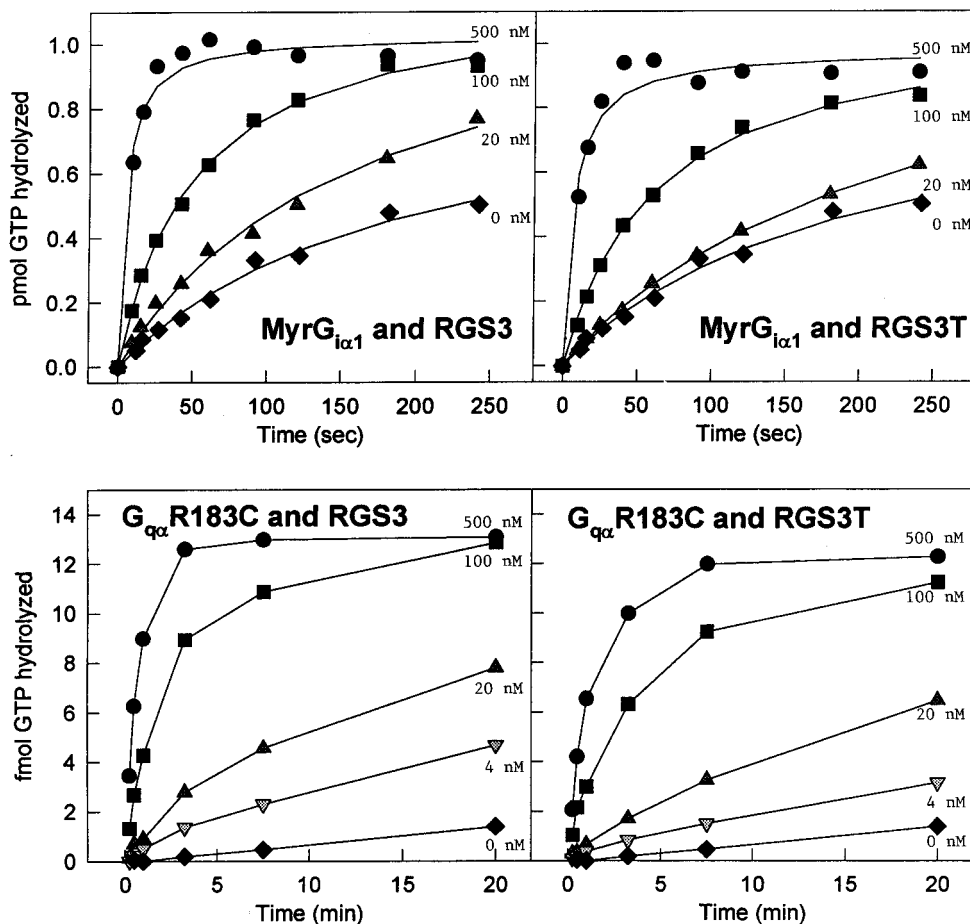 500 nM
100 nM
20 nM
0 nM
1.0
0.8
0.6
0.4
0.2
0.0
pmol GTP hydrolyzed
MyrGiα1 and RGS3
0 50 100 150 200 250
Time (sec)
500 nM
100 nM
20 nM
0 nM
MyrGiα1 and RGS3T
0 50 100 150 200 250
Time (sec)
GqαR183C and RGS3
500 nM
100 nM
20 nM
4 nM
0 nM
14
12
10
8
6
4
2
0
fmol GTP hydrolyzed
0 5 10 15 20
Time (min)
GqαR183C and RGS3T
500 nM
100 nM
20 nM
4 nM
0 nM
0 5 10 15 20
Time (min)